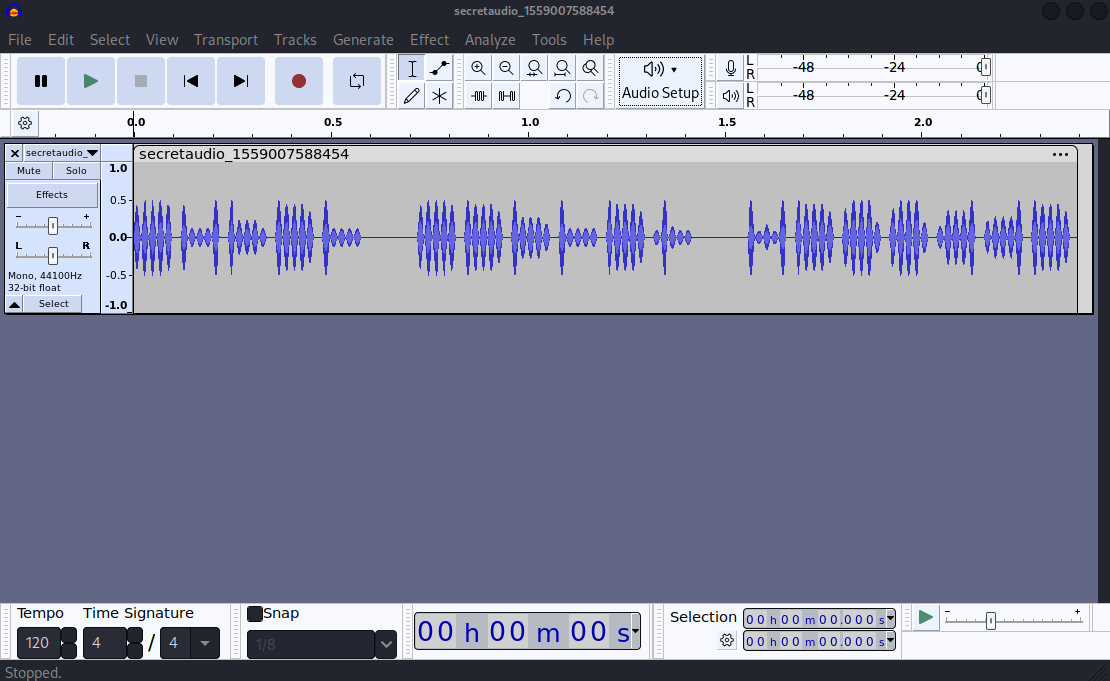 secretaudio_1559007588454
File Edit Select View Transport Tracks Generate Effect Analyze Tools Help
L R -48 -24 0
Audio Setup
L R -48 -24 0
0.0 0.5 1.0 1.5 2.0
secretaudio_
secretaudio_1559007588454
Mute Solo
Effects
- +
L R
Mono, 44100Hz
32-bit float
Select
1.0
0.5
0.0
-0.5
-1.0
Tempo Time Signature Snap
120 4 / 4 1/8
00 h 00 m 00 s
Selection
00 h 00 m 00.000 s
00 h 00 m 00.000 s
- +
Stopped.